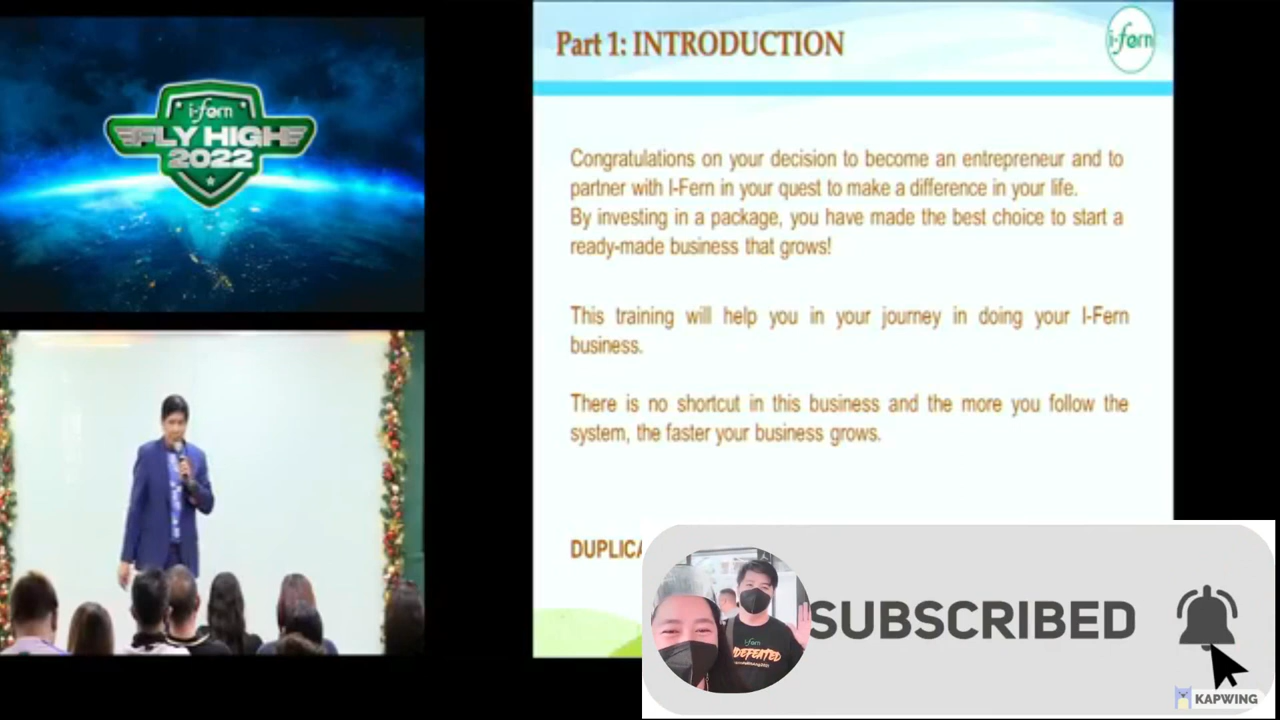 i-fern
FLY HIGH
2022
Part 1: INTRODUCTION
i-fern
Congratulations on your decision to become an entrepreneur and to
partner with I-Fern in your quest to make a difference in your life.
By investing in a package, you have made the best choice to start a
ready-made business that grows!
This training will help you in your journey in doing your I-Fern
business.
There is no shortcut in this business and the more you follow the
system, the faster your business grows.
SUBSCRIBED
i-fern
KAPWING